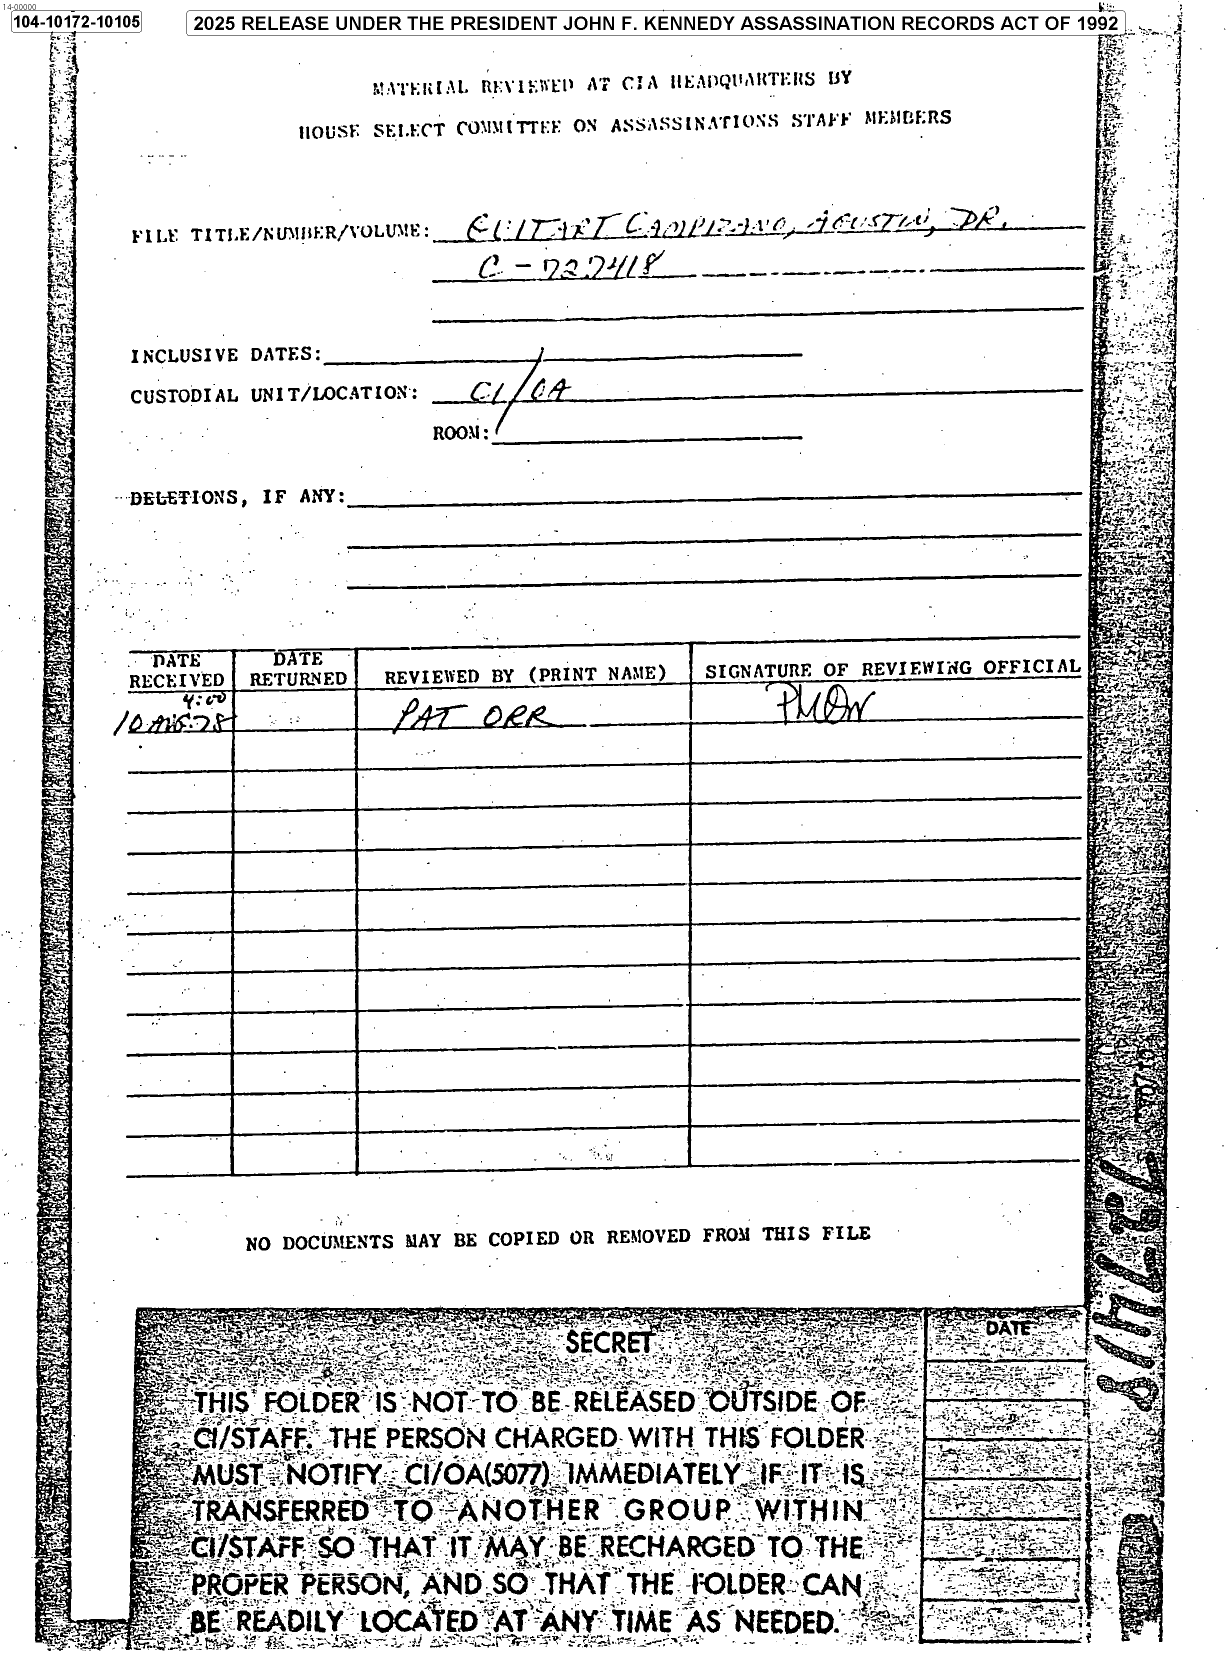 14-00000
104-10172-10105
2025 RELEASE UNDER THE PRESIDENT JOHN F. KENNEDY ASSASSINATION RECORDS ACT OF 1992
MATERIAL REVIEWED AT CIA HEADQUARTERS BY
HOUSE SELECT COMMITTEE ON ASSASSINATIONS STAFF MEMBERS
FILE TITLE/NUMBER/VOLUME: GUITART CAMPIZANO, AGUSTIN, DR.
C-727418
INCLUSIVE DATES:
CUSTODIAL UNIT/LOCATION: CI/OA
ROOM:
DELETIONS, IF ANY:
DATE RECEIVED DATE RETURNED REVIEWED BY (PRINT NAME) SIGNATURE OF REVIEWING OFFICIAL
4:00
10 AUG 78 PAT ORR PMOrr
NO DOCUMENTS MAY BE COPIED OR REMOVED FROM THIS FILE
727418
SECRET
DATE
THIS FOLDER IS NOT TO BE RELEASED OUTSIDE OF
CI/STAFF. THE PERSON CHARGED WITH THIS FOLDER
MUST NOTIFY CI/OA(5077) IMMEDIATELY IF IT IS
TRANSFERRED TO ANOTHER GROUP WITHIN
CI/STAFF SO THAT IT MAY BE RECHARGED TO THE
PROPER PERSON, AND SO THAT THE FOLDER CAN
BE READILY LOCATED AT ANY TIME AS NEEDED.